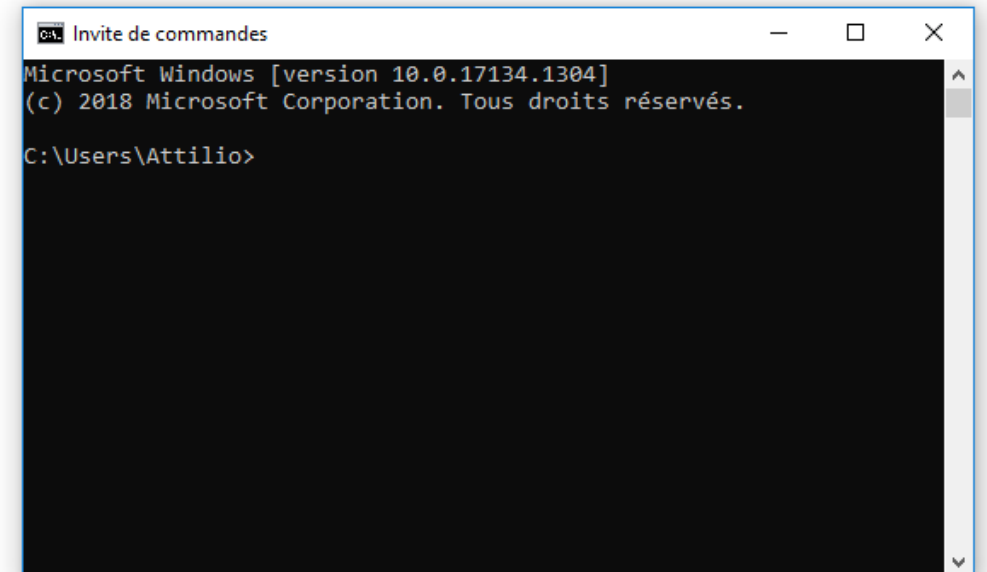 Invite de commandes
Microsoft Windows [version 10.0.17134.1304]
(c) 2018 Microsoft Corporation. Tous droits réservés.
C:\Users\Attilio>